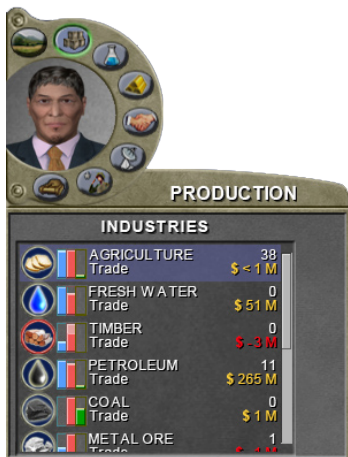 PRODUCTION
INDUSTRIES
AGRICULTURE 38
Trade $ < 1 M
FRESH WATER 0
Trade $ 51 M
TIMBER 0
Trade $ -3 M
PETROLEUM 11
Trade $ 265 M
COAL 0
Trade $ 1 M
METAL ORE 1